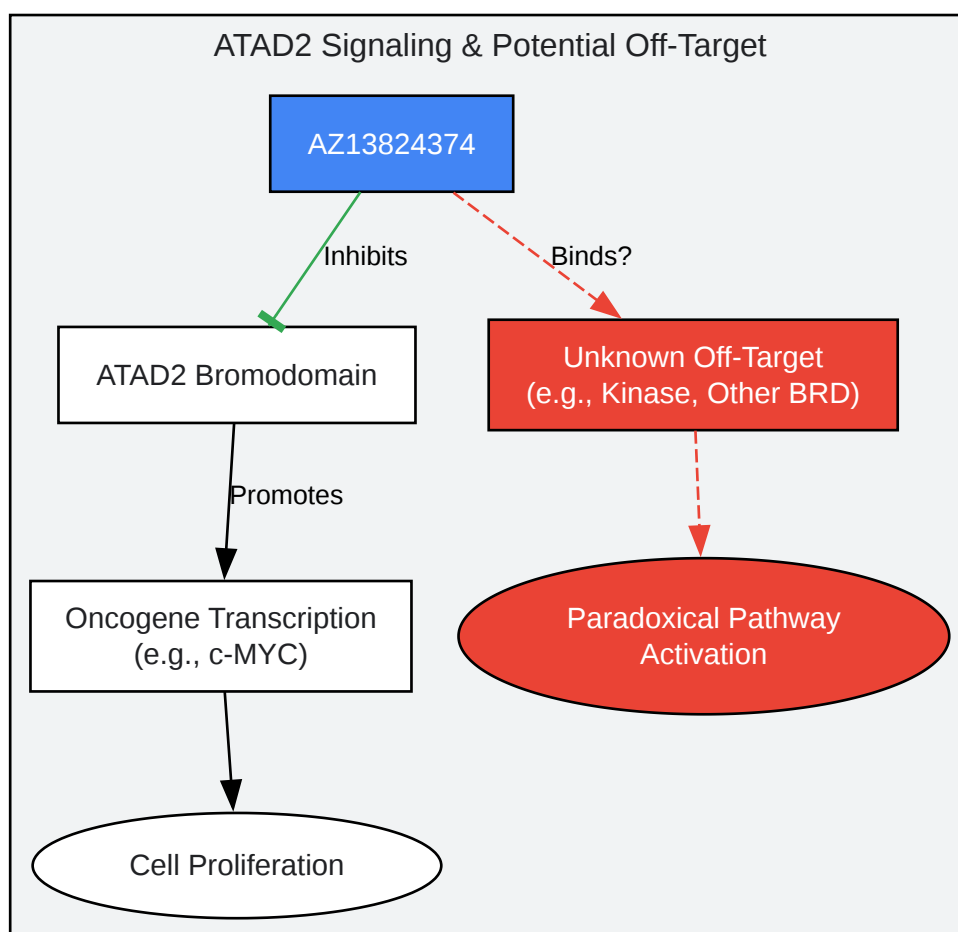 ATAD2 Signaling & Potential Off-Target
AZ13824374
Inhibits
Binds?
ATAD2 Bromodomain
Unknown Off-Target
(e.g., Kinase, Other BRD)
Promotes
Oncogene Transcription
(e.g., c-MYC)
Paradoxical Pathway
Activation
Cell Proliferation